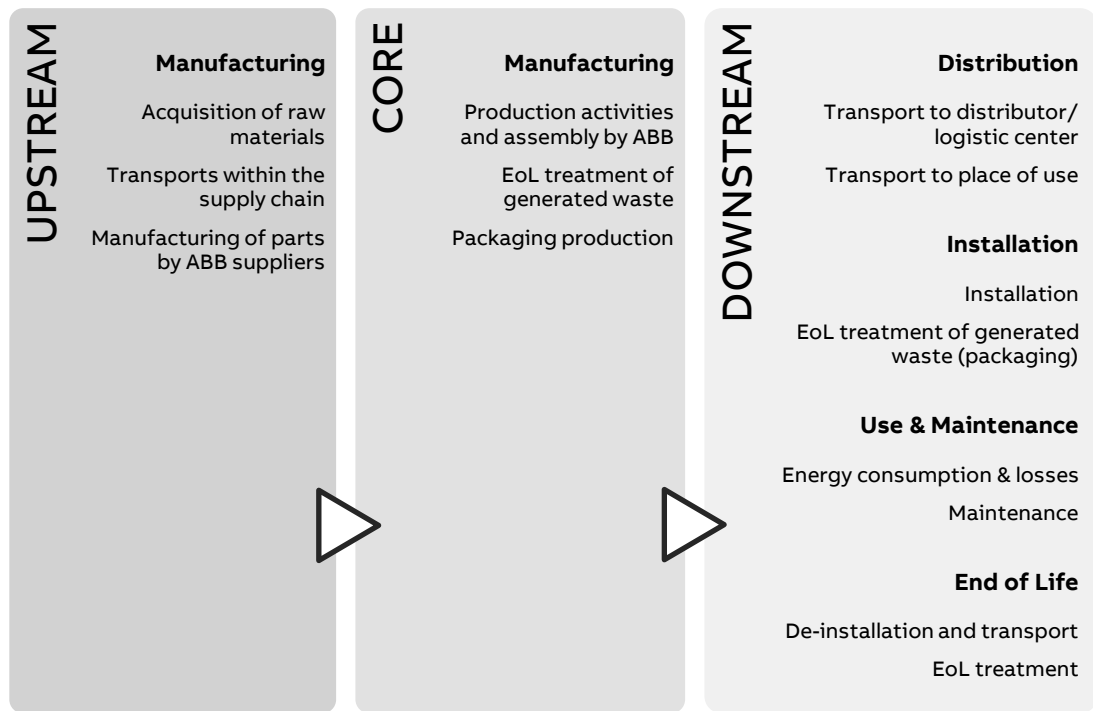 UPSTREAM
Manufacturing
Acquisition of raw
materials
Transports within the
supply chain
Manufacturing of parts
by ABB suppliers
CORE
Manufacturing
Production activities
and assembly by ABB
EoL treatment of
generated waste
Packaging production
DOWNSTREAM
Distribution
Transport to distributor/
logistic center
Transport to place of use
Installation
Installation
EoL treatment of generated
waste (packaging)
Use & Maintenance
Energy consumption & losses
Maintenance
End of Life
De-installation and transport
EoL treatment